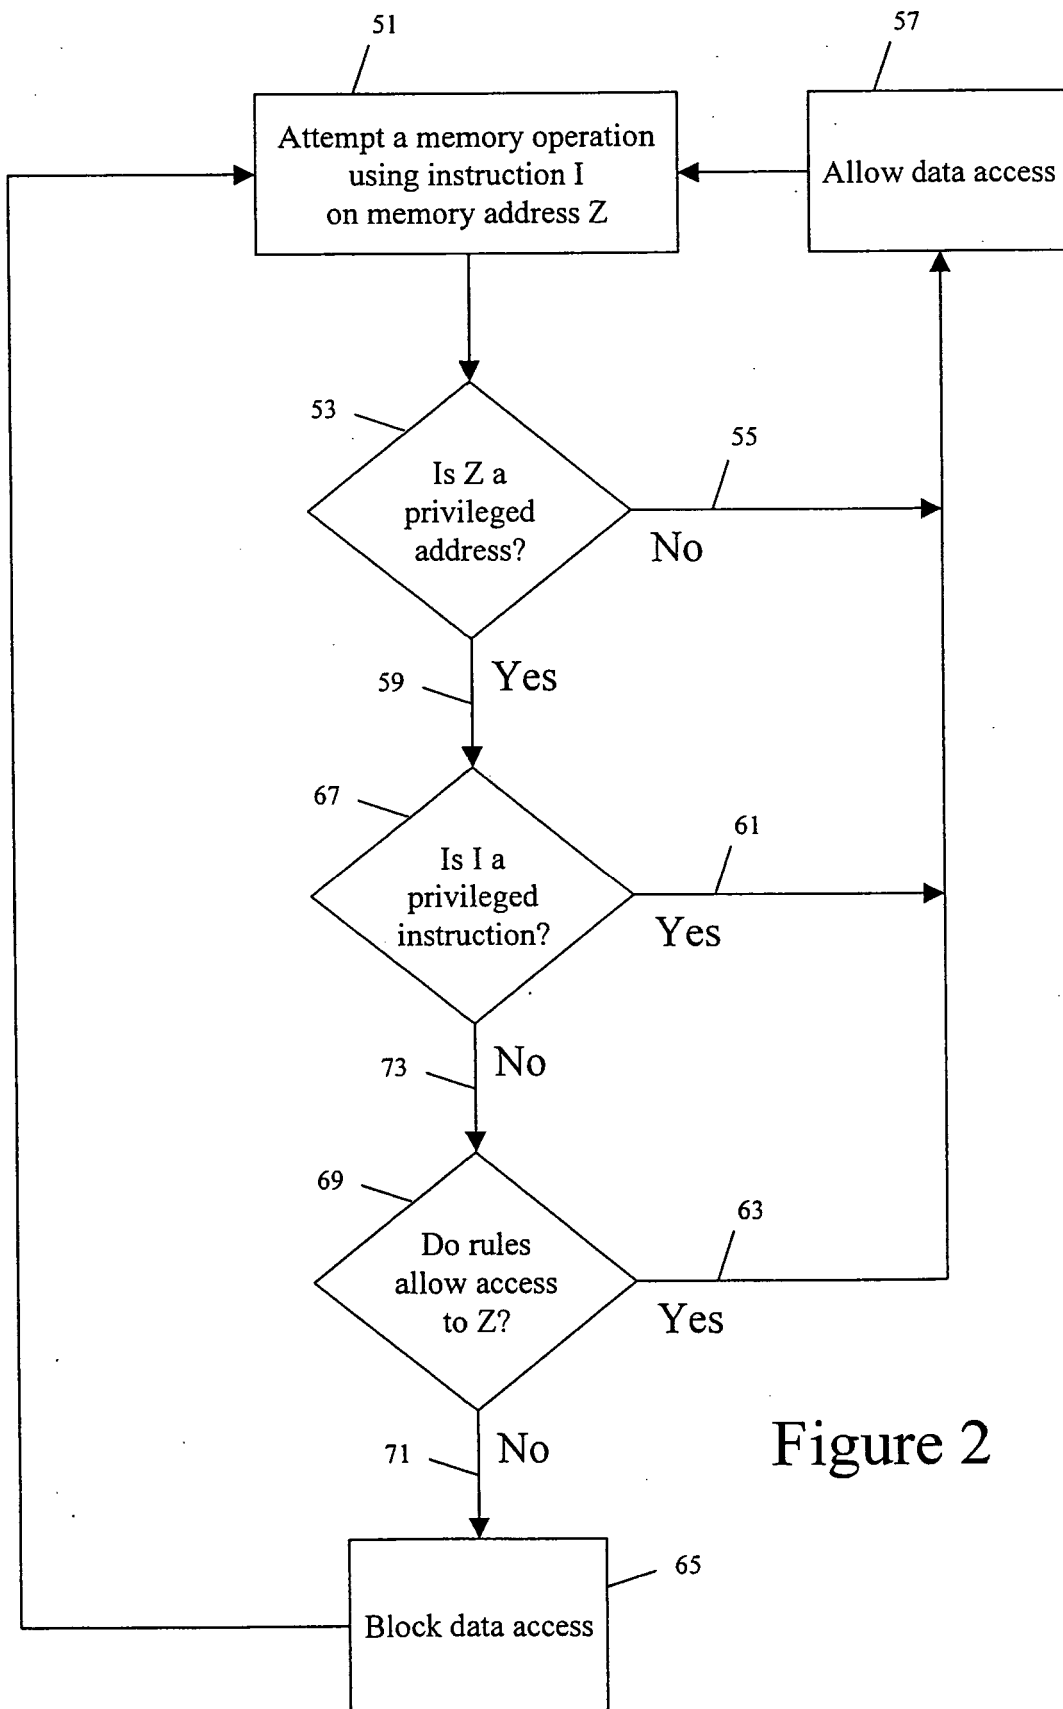 51
57
Attempt a memory operation
using instruction I
on memory address Z
Allow data access
53
Is Z a
privileged
address?
55
No
59
Yes
67
Is I a
privileged
instruction?
61
Yes
73
No
69
Do rules
allow access
to Z?
63
Yes
71
No
Figure 2
65
Block data access